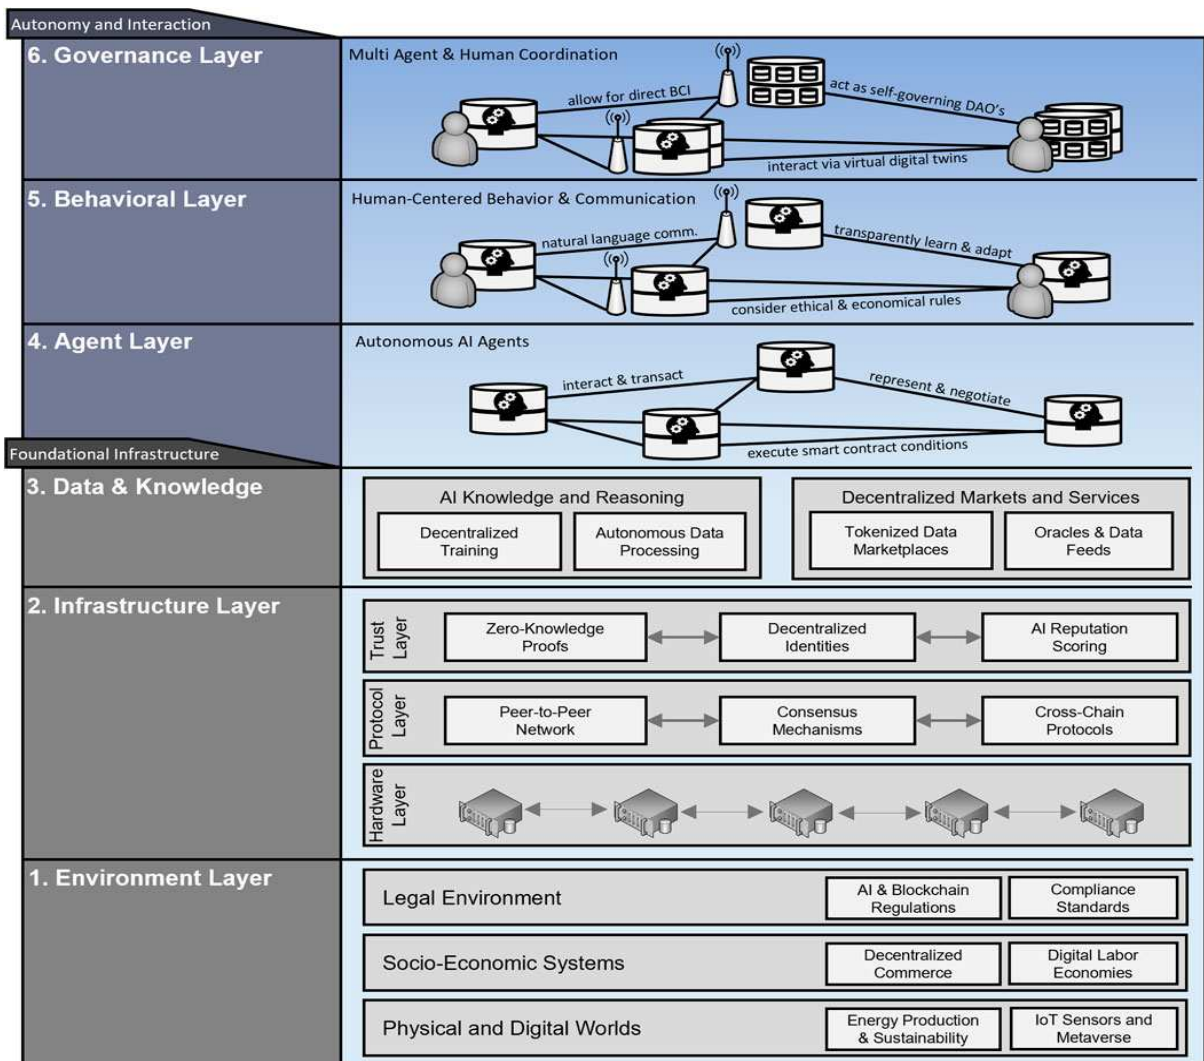 Autonomy and Interaction
6. Governance Layer
Multi Agent & Human Coordination
allow for direct BCI
act as self-governing DAO's
interact via virtual digital twins
5. Behavioral Layer
Human-Centered Behavior & Communication
natural language comm.
transparently learn & adapt
consider ethical & economical rules
4. Agent Layer
Autonomous AI Agents
interact & transact
represent & negotiate
execute smart contract conditions
Foundational Infrastructure
3. Data & Knowledge
AI Knowledge and Reasoning
Decentralized
Training
Autonomous Data
Processing
Decentralized Markets and Services
Tokenized Data
Marketplaces
Oracles & Data
Feeds
2. Infrastructure Layer
Trust
Layer
Zero-Knowledge
Proofs
Decentralized
Identities
AI Reputation
Scoring
Protocol
Layer
Peer-to-Peer
Network
Consensus
Mechanisms
Cross-Chain
Protocols
Hardware
Layer
1. Environment Layer
Legal Environment
AI & Blockchain
Regulations
Compliance
Standards
Socio-Economic Systems
Decentralized
Commerce
Digital Labor
Economies
Physical and Digital Worlds
Energy Production
& Sustainability
IoT Sensors and
Metaverse